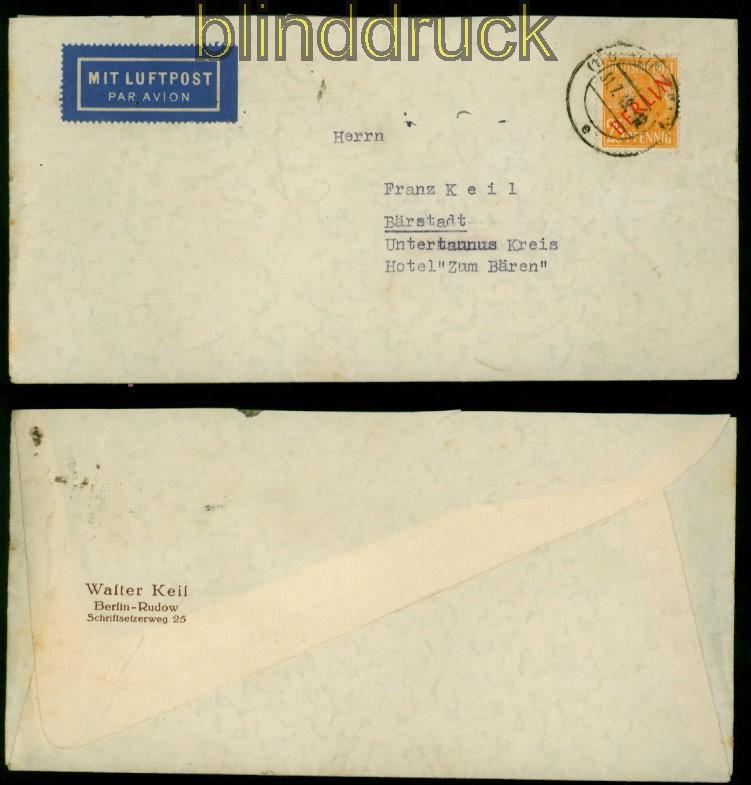 blinddruck
MIT LUFTPOST
PAR AVION
BERLIN
PFENNIG
e
Herrn
Franz K e i l
Bärstadt
Untertaunus Kreis
Hotel"Zum Bären"
Walter Keil
Berlin-Rudow
Schriftsetzerweg 25